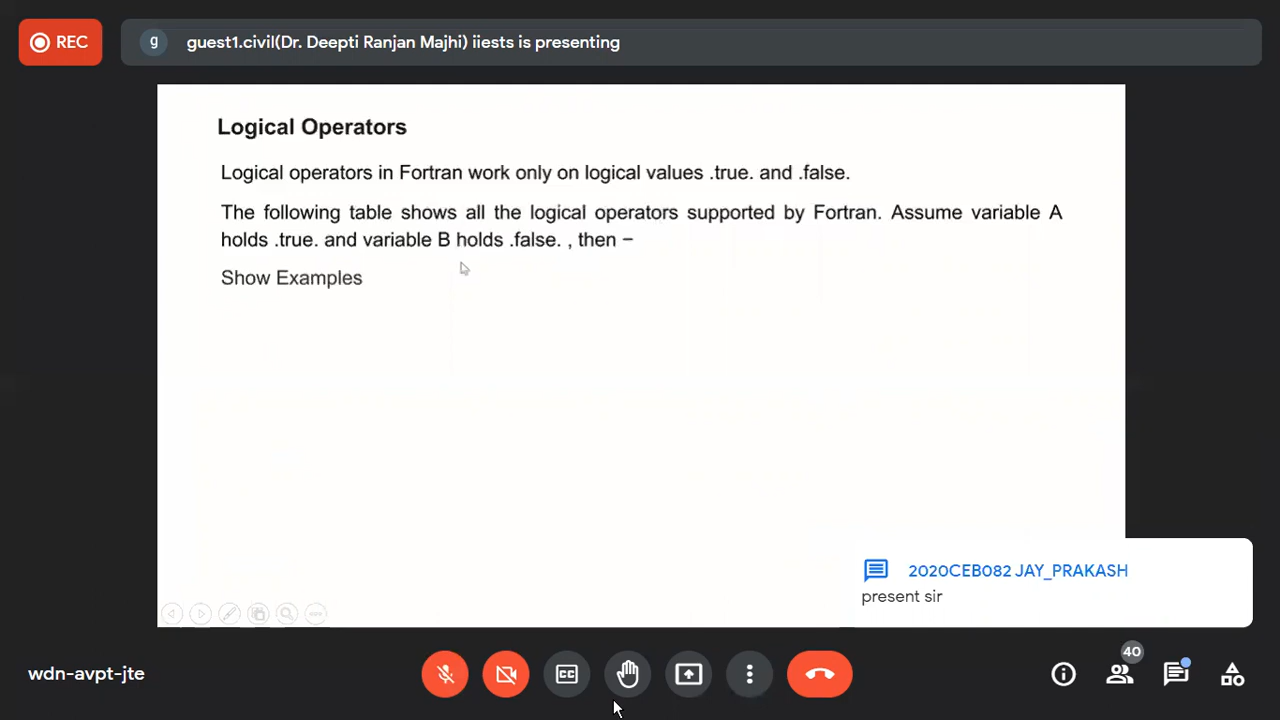 REC
g guest1.civil(Dr. Deepti Ranjan Majhi) iiests is presenting
Logical Operators
Logical operators in Fortran work only on logical values .true. and .false.
The following table shows all the logical operators supported by Fortran. Assume variable A
holds .true. and variable B holds .false. , then −
Show Examples
2020CEB082 JAY_PRAKASH
present sir
wdn-avpt-jte
CC
40